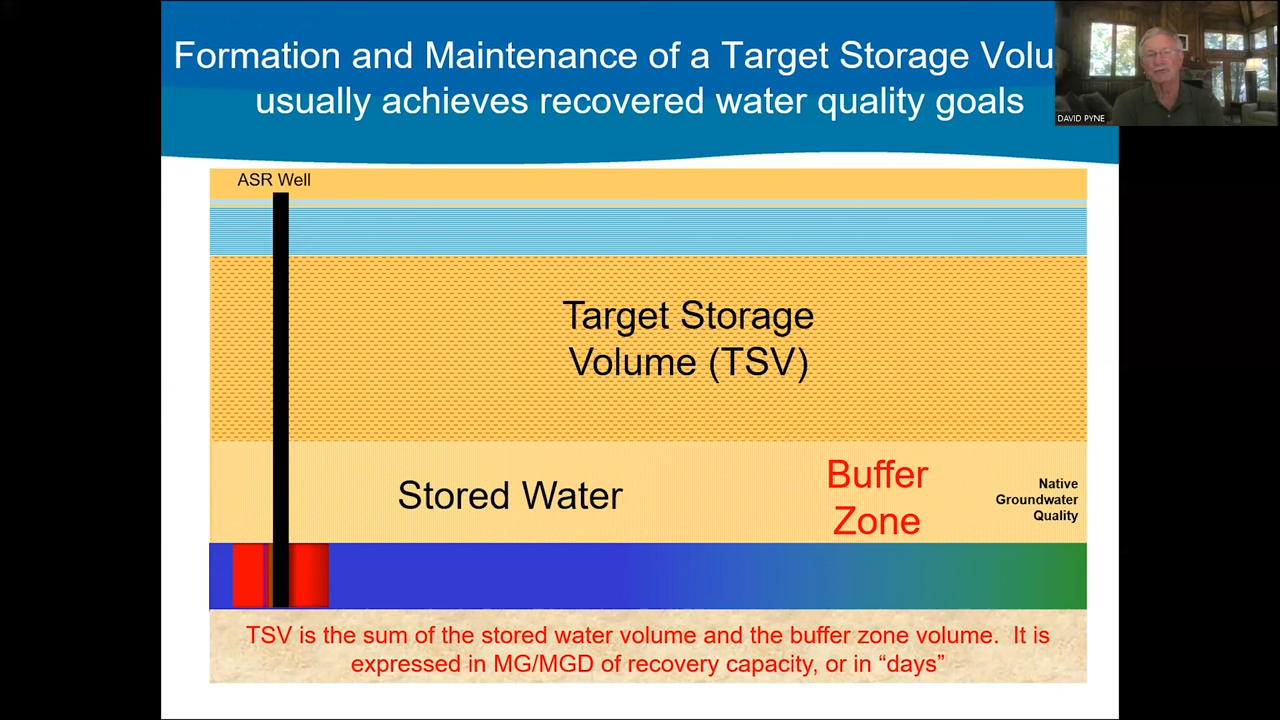 Formation and Maintenance of a Target Storage Volu
usually achieves recovered water quality goals
DAVID PYNE
ASR Well
Target Storage
Volume (TSV)
Stored Water
Buffer
Zone
Native
Groundwater
Quality
TSV is the sum of the stored water volume and the buffer zone volume. It is
expressed in MG/MGD of recovery capacity, or in “days”